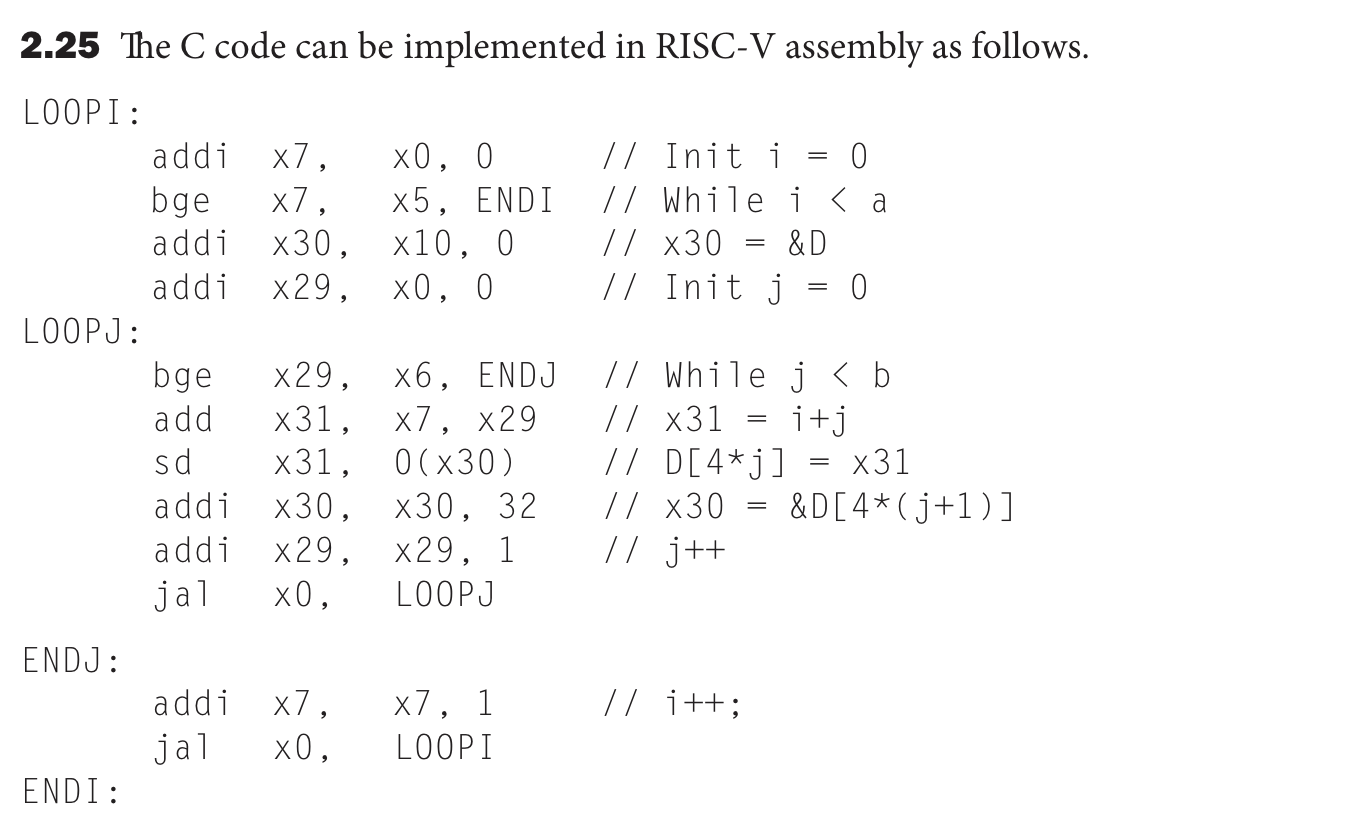 2.25 The C code can be implemented in RISC-V assembly as follows.
LOOPI:
addi x7, x0, 0 // Init i = 0
bge x7, x5, ENDI // While i < a
addi x30, x10, 0 // x30 = &D
addi x29, x0, 0 // Init j = 0
LOOPJ:
bge x29, x6, ENDJ // While j < b
add x31, x7, x29 // x31 = i+j
sd x31, 0(x30) // D[4*j] = x31
addi x30, x30, 32 // x30 = &D[4*(j+1)]
addi x29, x29, 1 // j++
jal x0, LOOPJ
ENDJ:
addi x7, x7, 1 // i++;
jal x0, LOOPI
ENDI: